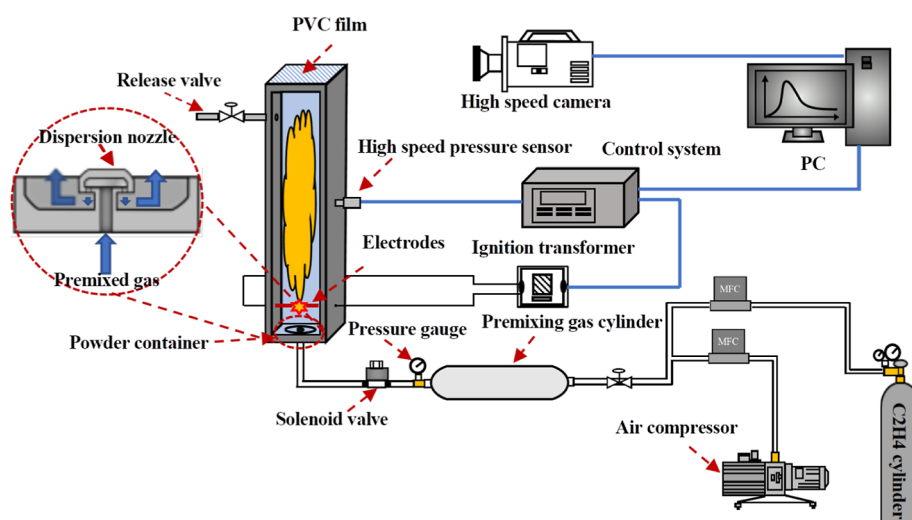 PVC film
Release valve
High speed camera
Dispersion nozzle
High speed pressure sensor
Control system
PC
Electrodes
Ignition transformer
Premixed gas
MFC
Powder container
Pressure gauge
Premixing gas cylinder
MFC
Solenoid valve
Air compressor
C2H4 cylinder